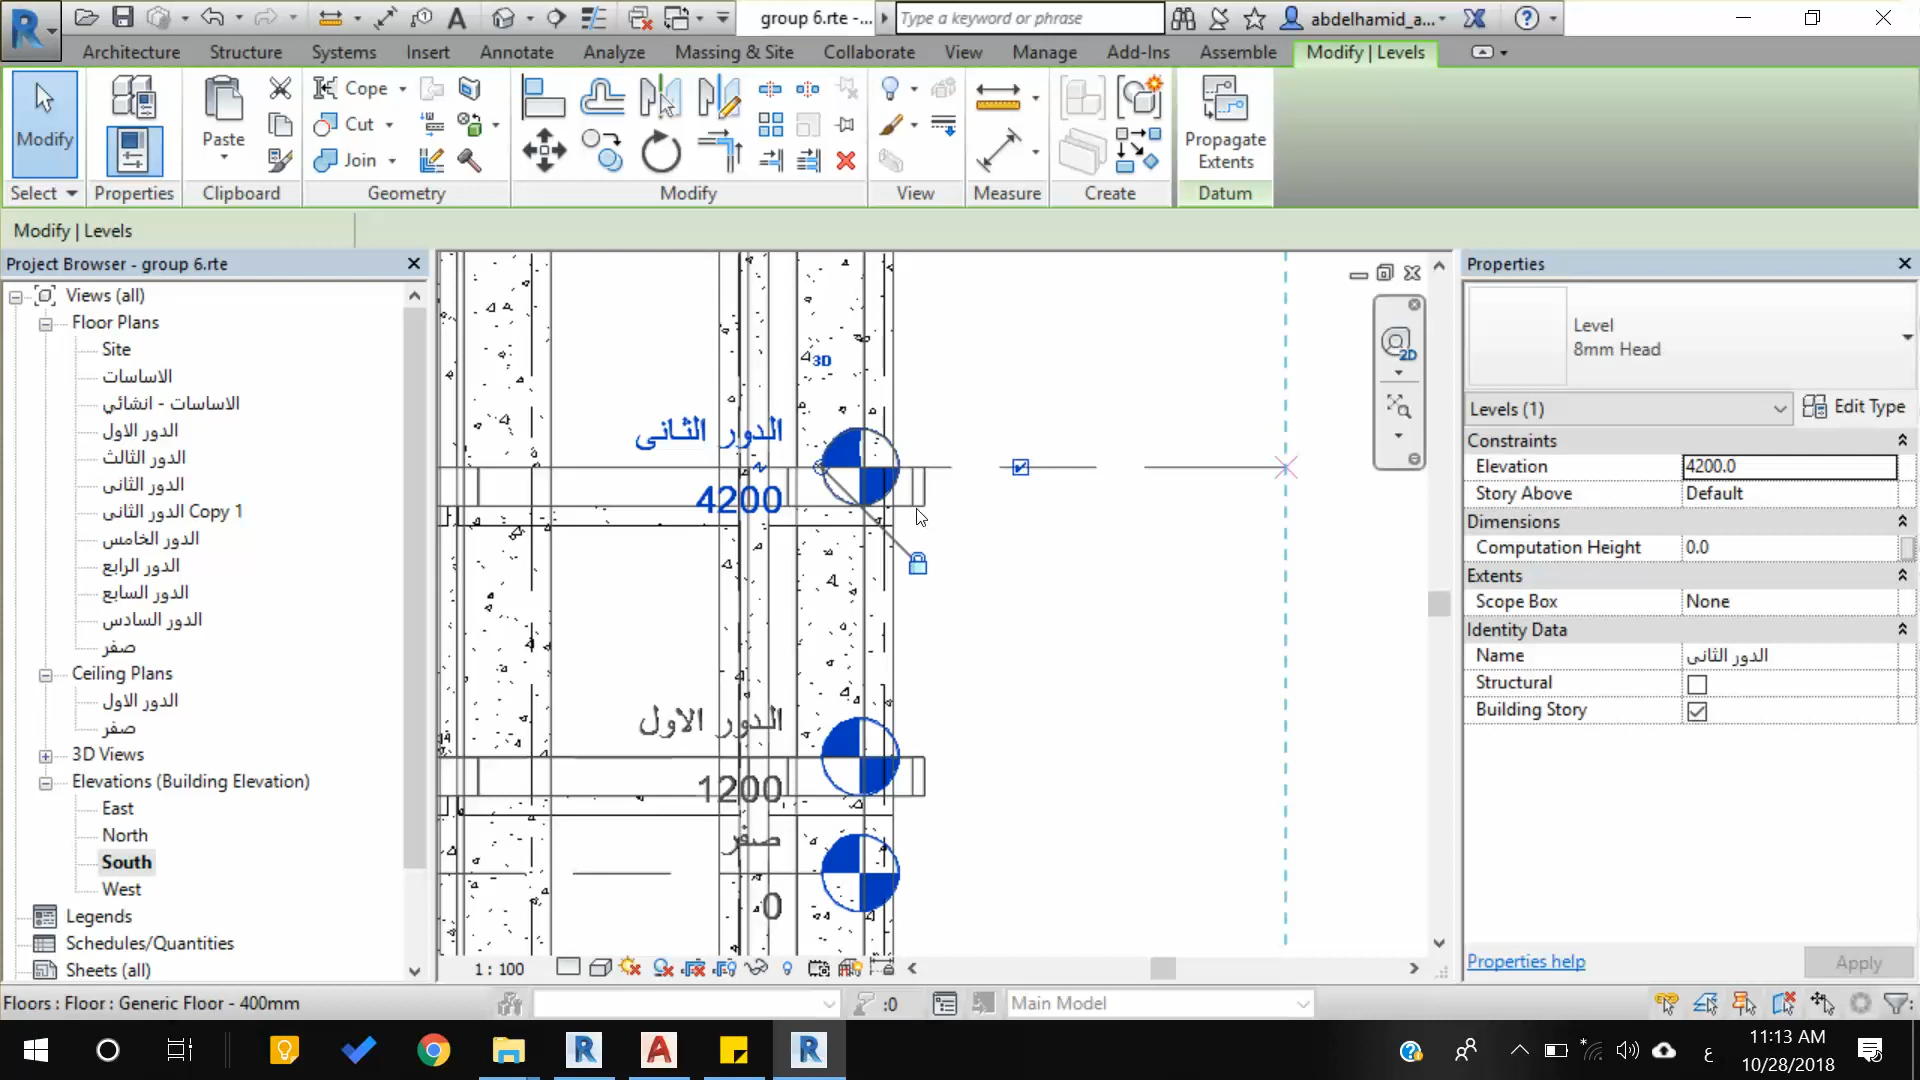 group 6.rte -...
Type a keyword or phrase
abdelhamid_a...
Architecture
Structure
Systems
Insert
Annotate
Analyze
Massing & Site
Collaborate
View
Manage
Add-Ins
Assemble
Modify | Levels
Modify
Paste
Cope
Cut
Join
Propagate
Extents
Select
Properties
Clipboard
Geometry
Modify
View
Measure
Create
Datum
Modify | Levels
Project Browser - group 6.rte
Views (all)
Floor Plans
Site
الاساسات
الاساسات - انشائي
الدور الاول
الدور الثالث
الدور الثانى
الدور الثانى Copy 1
الدور الخامس
الدور الرابع
الدور السابع
الدور السادس
صفر
Ceiling Plans
الدور الاول
صفر
3D Views
Elevations (Building Elevation)
East
North
South
West
Legends
Schedules/Quantities
Sheets (all)
3D
الدور الثانى
4200
الدور الاول
1200
صفر
0
2D
1 : 100
Properties
Level
8mm Head
Levels (1)
Edit Type
Constraints
Elevation 4200.0
Story Above Default
Dimensions
Computation Height 0.0
Extents
Scope Box None
Identity Data
Name الدور الثانى
Structural
Building Story
Properties help
Apply
Floors : Floor : Generic Floor - 400mm
:0
Main Model
ع
11:13 AM
10/28/2018